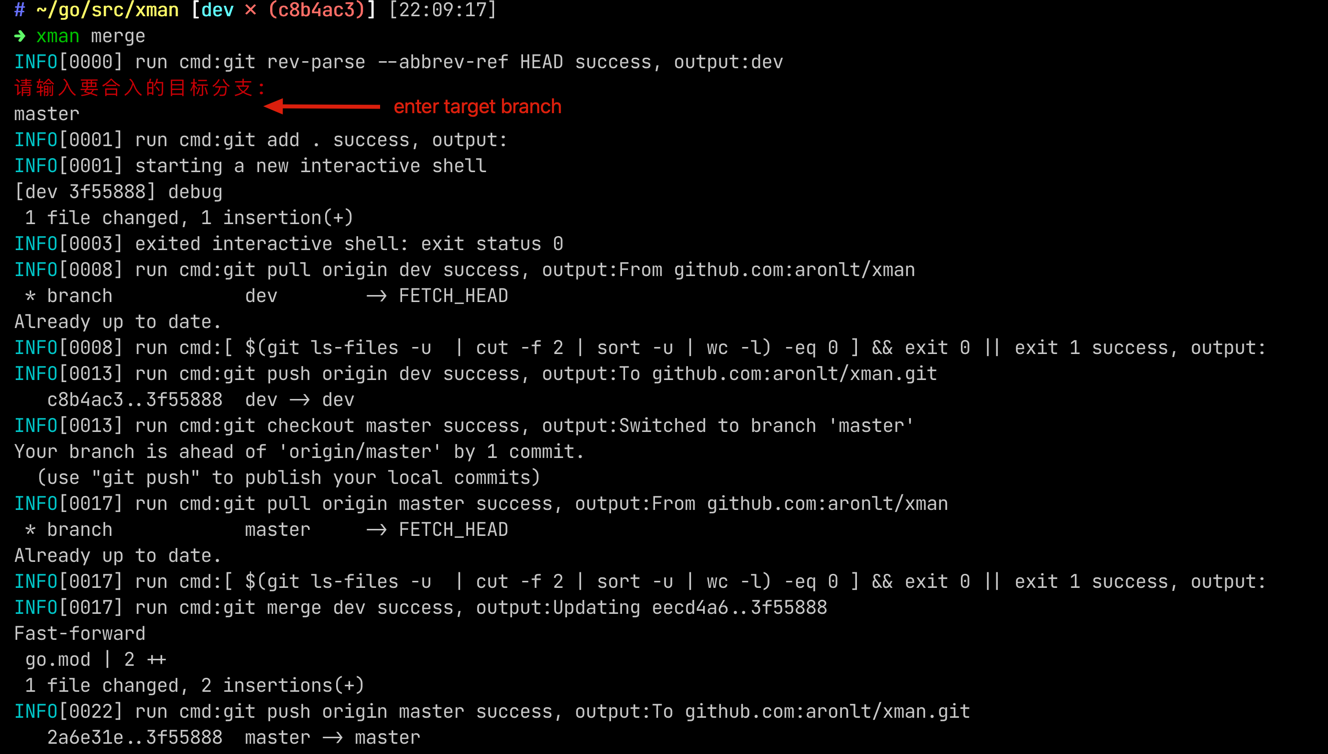 # ~/go/src/xman [dev × (c8b4ac3)] [22:09:17]
➜ xman merge
INFO[0000] run cmd:git rev-parse --abbrev-ref HEAD success, output:dev
请输入要合入的目标分支:
enter target branch
master
INFO[0001] run cmd:git add . success, output:
INFO[0001] starting a new interactive shell
[dev 3f55888] debug
1 file changed, 1 insertion(+)
INFO[0003] exited interactive shell: exit status 0
INFO[0008] run cmd:git pull origin dev success, output:From github.com:aronlt/xman
* branch dev -> FETCH_HEAD
Already up to date.
INFO[0008] run cmd:[ $(git ls-files -u | cut -f 2 | sort -u | wc -l) -eq 0 ] && exit 0 || exit 1 success, output:
INFO[0013] run cmd:git push origin dev success, output:To github.com:aronlt/xman.git
c8b4ac3..3f55888 dev -> dev
INFO[0013] run cmd:git checkout master success, output:Switched to branch 'master'
Your branch is ahead of 'origin/master' by 1 commit.
(use "git push" to publish your local commits)
INFO[0017] run cmd:git pull origin master success, output:From github.com:aronlt/xman
* branch master -> FETCH_HEAD
Already up to date.
INFO[0017] run cmd:[ $(git ls-files -u | cut -f 2 | sort -u | wc -l) -eq 0 ] && exit 0 || exit 1 success, output:
INFO[0017] run cmd:git merge dev success, output:Updating eecd4a6..3f55888
Fast-forward
go.mod | 2 ++
1 file changed, 2 insertions(+)
INFO[0022] run cmd:git push origin master success, output:To github.com:aronlt/xman.git
2a6e31e..3f55888 master -> master